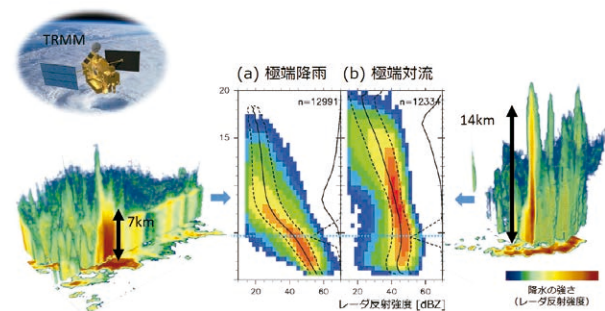 TRMM
(a) 極端降雨 (b) 極端対流
20
n=12991
n=12334
14km
15
7km
20 40 60
20 40 60
レーダ反射強度 [dBZ]
降水の強さ
(レーダ反射強度)